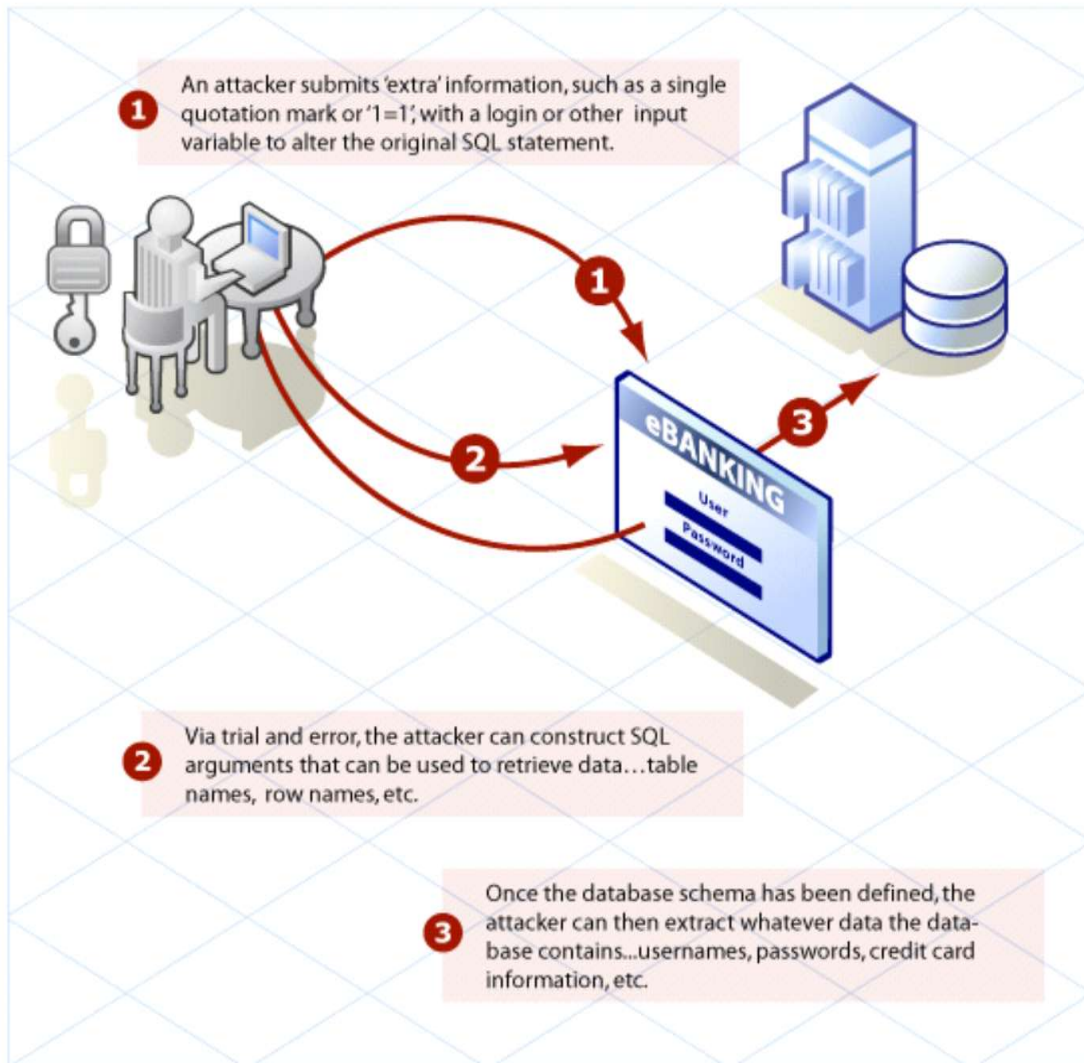 1
An attacker submits ‘extra’ information, such as a single
quotation mark or ‘1=1’, with a login or other input
variable to alter the original SQL statement.
1
2
3
eBANKING
User
Password
2
Via trial and error, the attacker can construct SQL
arguments that can be used to retrieve data...table
names, row names, etc.
3
Once the database schema has been defined, the
attacker can then extract whatever data the data-
base contains...usernames, passwords, credit card
information, etc.